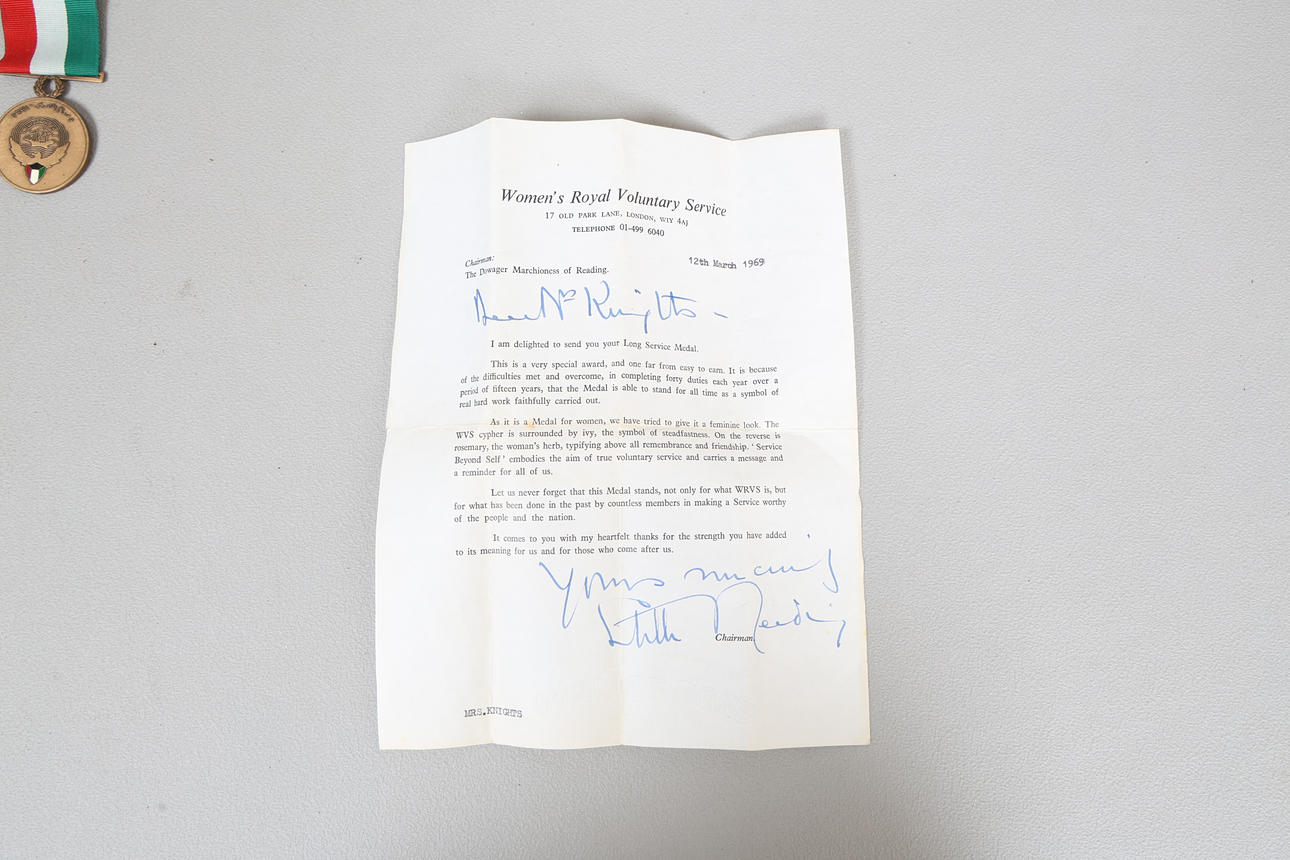 Women's Royal Voluntary Service
17 OLD PARK LANE, LONDON, W1Y 4AJ
TELEPHONE 01-499 6040
Chairman:
The Dowager Marchioness of Reading.
12th March 1969
Dear Mrs Knights -
I am delighted to send you your Long Service Medal.
This is a very special award, and one far from easy to earn. It is because
of the difficulties met and overcome, in completing forty duties each year over a
period of fifteen years, that the Medal is able to stand for all time as a symbol of
real hard work faithfully carried out.
As it is a Medal for women, we have tried to give it a feminine look. The
WVS cypher is surrounded by ivy, the symbol of steadfastness. On the reverse is
rosemary, the woman's herb, typifying above all remembrance and friendship. ' Service
Beyond Self ' embodies the aim of true voluntary service and carries a message and
a reminder for all of us.
Let us never forget that this Medal stands, not only for what WRVS is, but
for what has been done in the past by countless members in making a Service worthy
of the people and the nation.
It comes to you with my heartfelt thanks for the strength you have added
to its meaning for us and for those who come after us.
Yours
Reading
Chairman
MRS.KNIGHTS